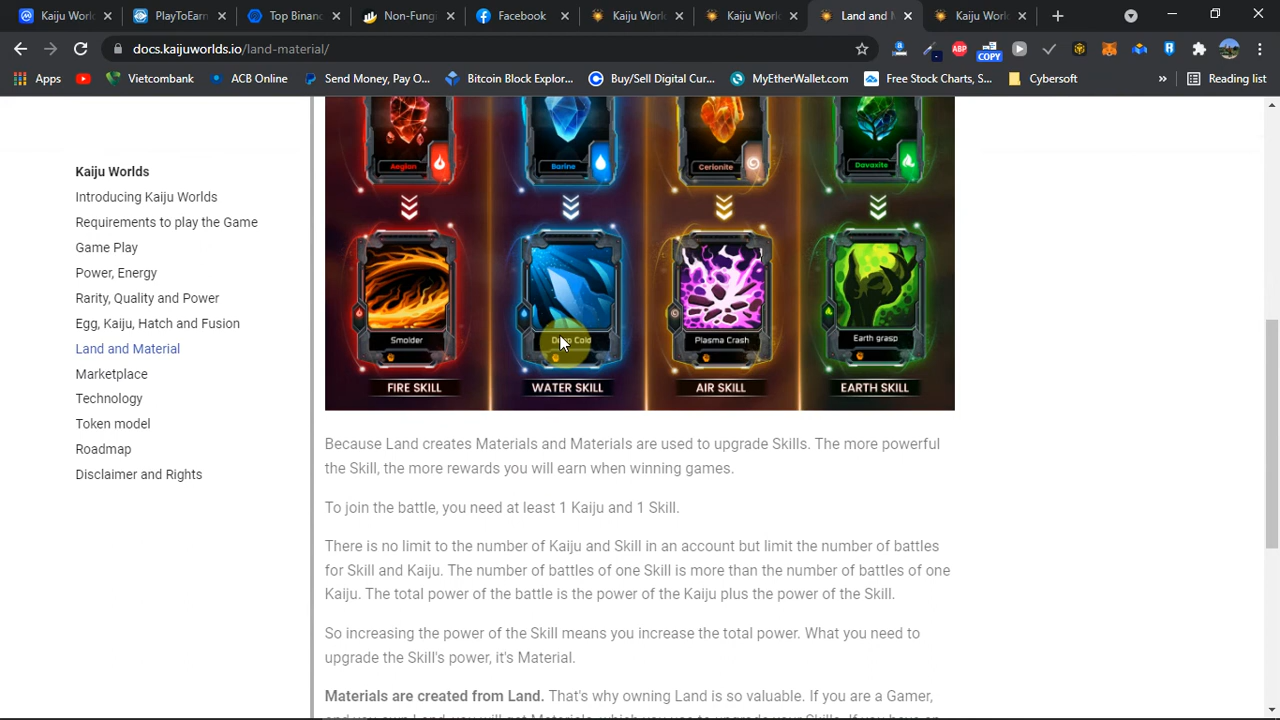 Kaiju Worl
PlayToEarn
Top Binanc
Non-Fungi
Facebook
Kaiju Worl
Kaiju Worl
Land and M
Kaiju Worl
docs.kaijuworlds.io/land-material/
ABP
COPY
Apps
Vietcombank
ACB Online
Send Money, Pay O...
Bitcoin Block Explor...
Buy/Sell Digital Cur...
MyEtherWallet.com
Free Stock Charts, S...
Cybersoft
»
Reading list
Kaiju Worlds
Introducing Kaiju Worlds
Requirements to play the Game
Game Play
Power, Energy
Rarity, Quality and Power
Egg, Kaiju, Hatch and Fusion
Land and Material
Marketplace
Technology
Token model
Roadmap
Disclaimer and Rights
Aegian
Barine
Cerionite
Davoxite
Smolder
Cold
Plasma Crash
Earth grasp
FIRE SKILL
WATER SKILL
AIR SKILL
EARTH SKILL
Because Land creates Materials and Materials are used to upgrade Skills. The more powerful
the Skill, the more rewards you will earn when winning games.
To join the battle, you need at least 1 Kaiju and 1 Skill.
There is no limit to the number of Kaiju and Skill in an account but limit the number of battles
for Skill and Kaiju. The number of battles of one Skill is more than the number of battles of one
Kaiju. The total power of the battle is the power of the Kaiju plus the power of the Skill.
So increasing the power of the Skill means you increase the total power. What you need to
upgrade the Skill's power, it's Material.
Materials are created from Land. That's why owning Land is so valuable. If you are a Gamer,